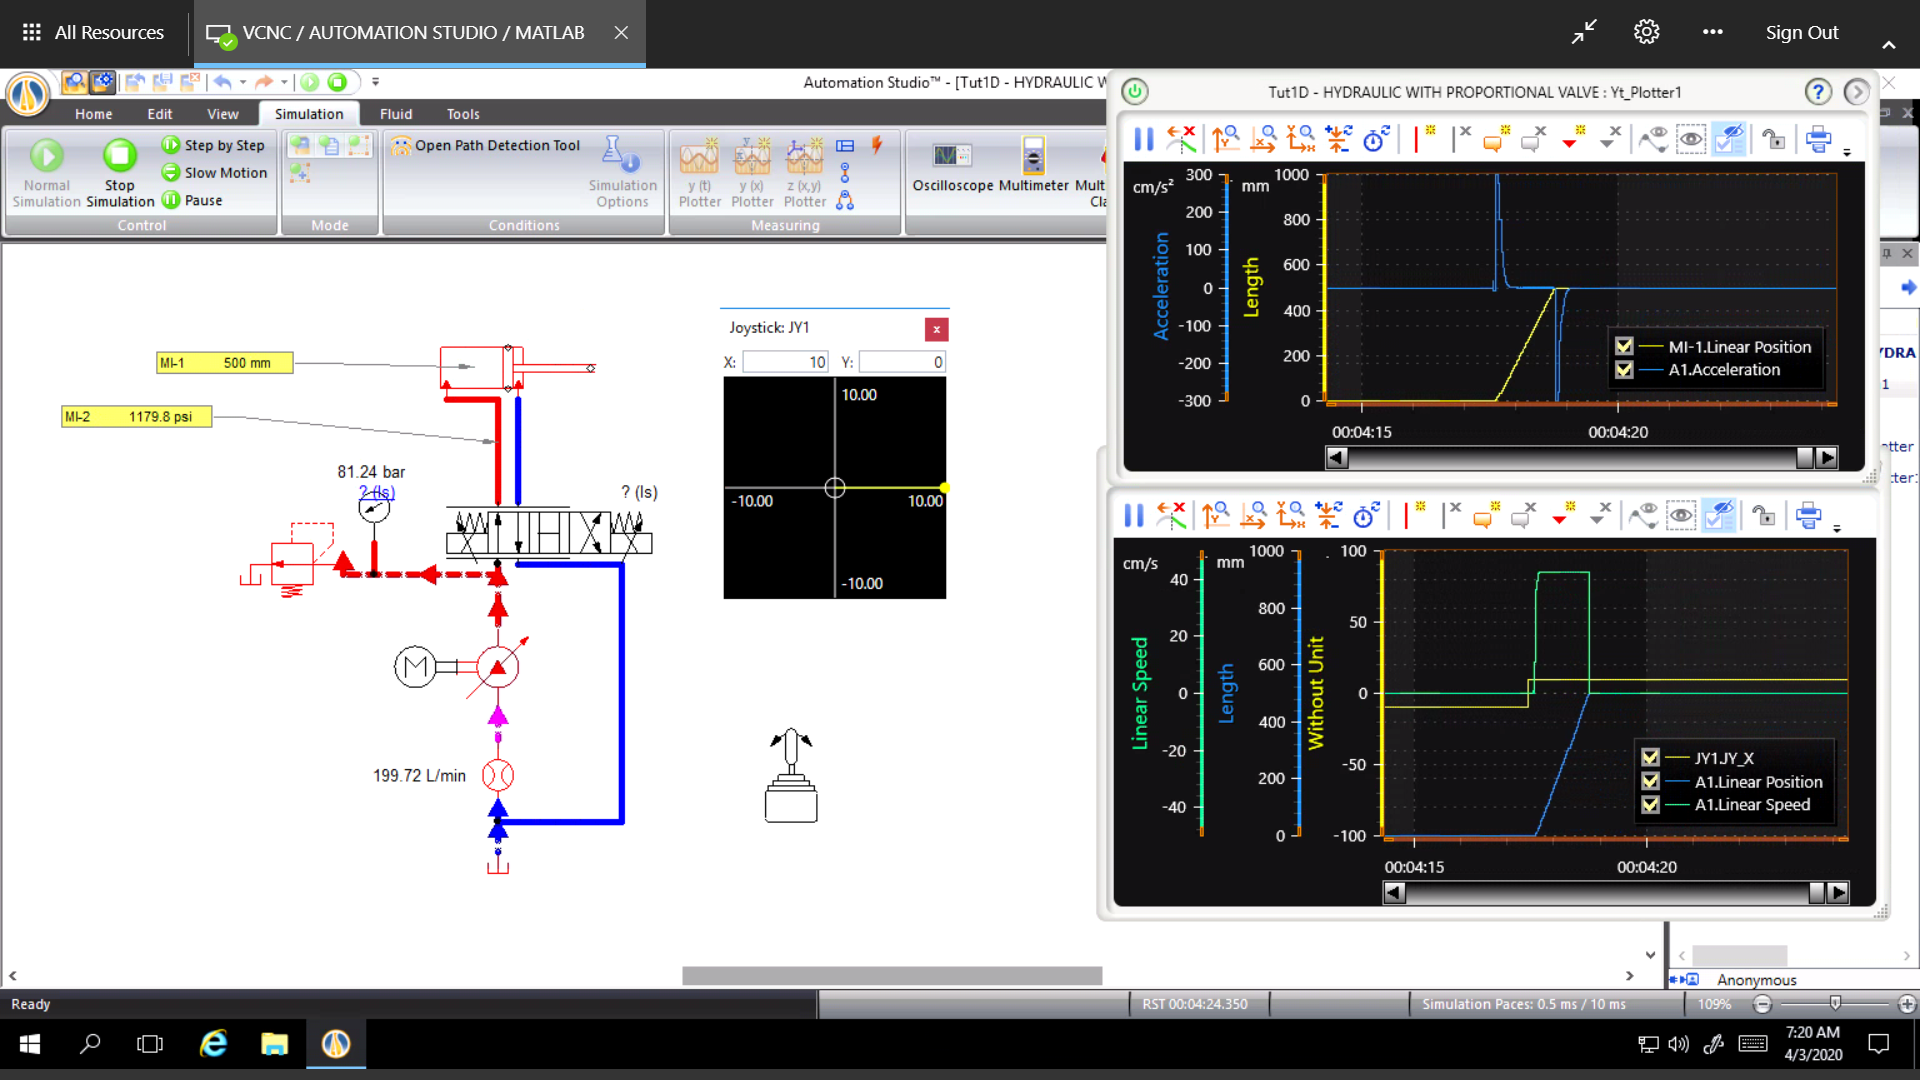 All Resources
VCNC / AUTOMATION STUDIO / MATLAB
Sign Out
Automation Studio™ - [Tut1D - HYDRAULIC W
Home Edit View Simulation Fluid Tools
Normal Simulation
Stop Simulation
Step by Step
Slow Motion
Pause
Control
Mode
Open Path Detection Tool
Simulation Options
Conditions
y (t) Plotter
y (x) Plotter
z (x,y) Plotter
Measuring
Oscilloscope Multimeter Mult
Cla
MI-1 500 mm
MI-2 1179.8 psi
81.24 bar
? (ls)
? (ls)
M
199.72 L/min
Joystick: JY1
x
X: 10 Y: 0
10.00
-10.00 10.00
-10.00
Tut1D - HYDRAULIC WITH PROPORTIONAL VALVE : Yt_Plotter1
?
cm/s² 300 mm 1000
200 800
100 600
0
-100 400
-200 200
-300 0
Acceleration
Length
MI-1.Linear Position
A1.Acceleration
00:04:15 00:04:20
cm/s mm 1000 100
40 800 50
20 600
0 0
400
-20 -50
200
-40
0 -100
Linear Speed
Length
Without Unit
JY1.JY_X
A1.Linear Position
A1.Linear Speed
00:04:15 00:04:20
YDRA
1
otter
Anonymous
Ready
RST 00:04:24.350
Simulation Paces: 0.5 ms / 10 ms
109%
7:20 AM
4/3/2020